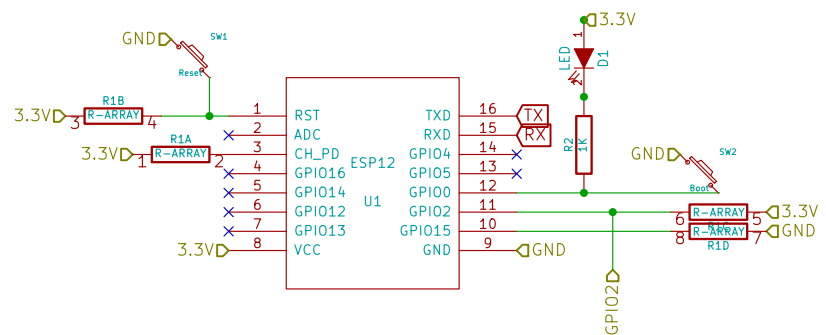 3.3V
1
LED
D1
2
GND
SW1
Reset
R1B
3.3V
3
R-ARRAY
4
1
RST
TXD
16
TX
2
ADC
RXD
15
RX
R2
1K
R1A
3.3V
1
R-ARRAY
2
3
CH_PD
ESP12
GPIO4
14
GND
SW2
Boot
4
GPIO16
GPIO5
13
5
GPIO14
U1
GPIO0
12
6
GPIO12
GPIO2
11
6
R-ARRAY
5
3.3V
7
GPIO13
GPIO15
10
8
R-ARRAY
7
GND
R1D
3.3V
8
VCC
GND
9
GND
GPIO2